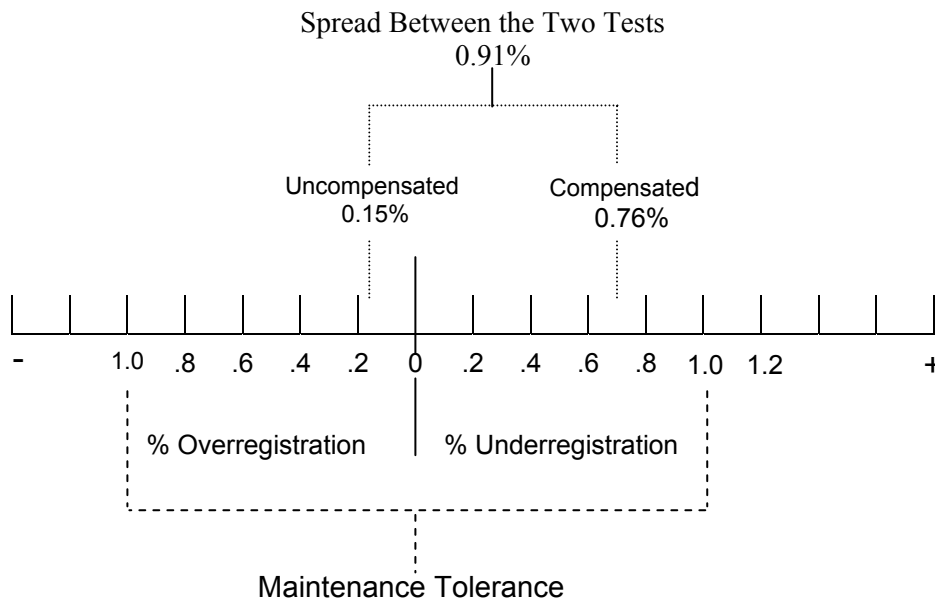 Spread Between the Two Tests
0.91%
Uncompensated
0.15%
Compensated
0.76%
- 1.0 .8 .6 .4 .2 0 .2 .4 .6 .8 1.0 1.2 +
% Overregistration % Underregistration
Maintenance Tolerance